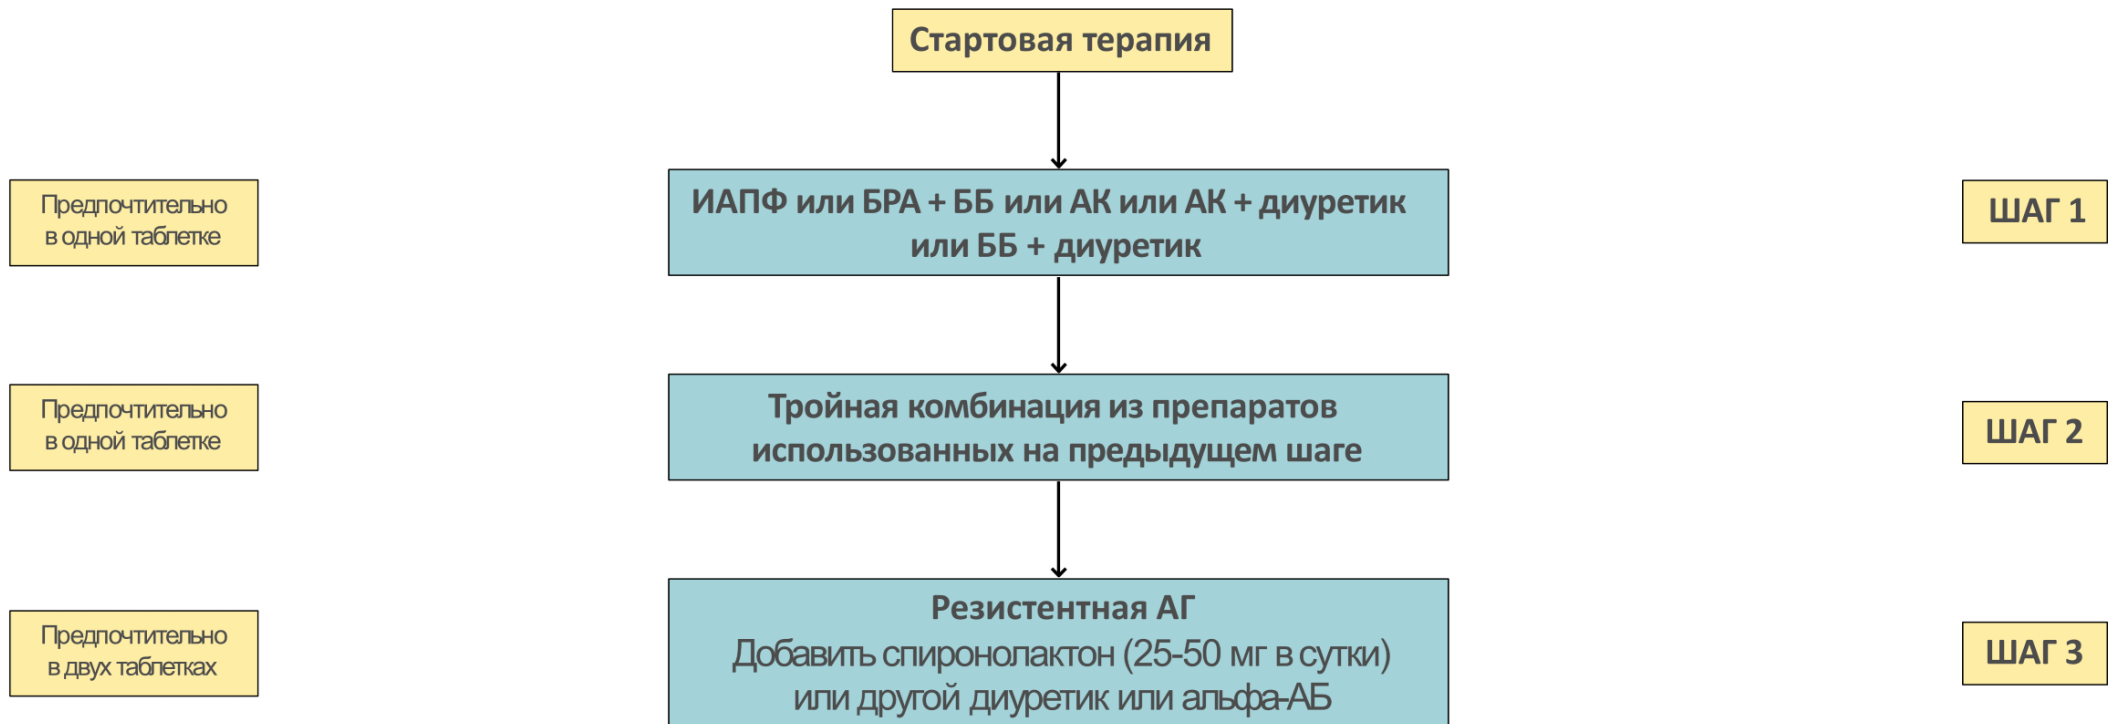 Стартовая терапия
Предпочтительно
в одной таблетке
ИАПФ или БРА + ББ или АК или АК + диуретик
или ББ + диуретик
ШАГ 1
Предпочтительно
в одной таблетке
Тройная комбинация из препаратов
использованных на предыдущем шаге
ШАГ 2
Предпочтительно
в двух таблетках
Резистентная АГ
Добавить спиронолактон (25-50 мг в сутки)
или другой диуретик или альфа-АБ
ШАГ 3